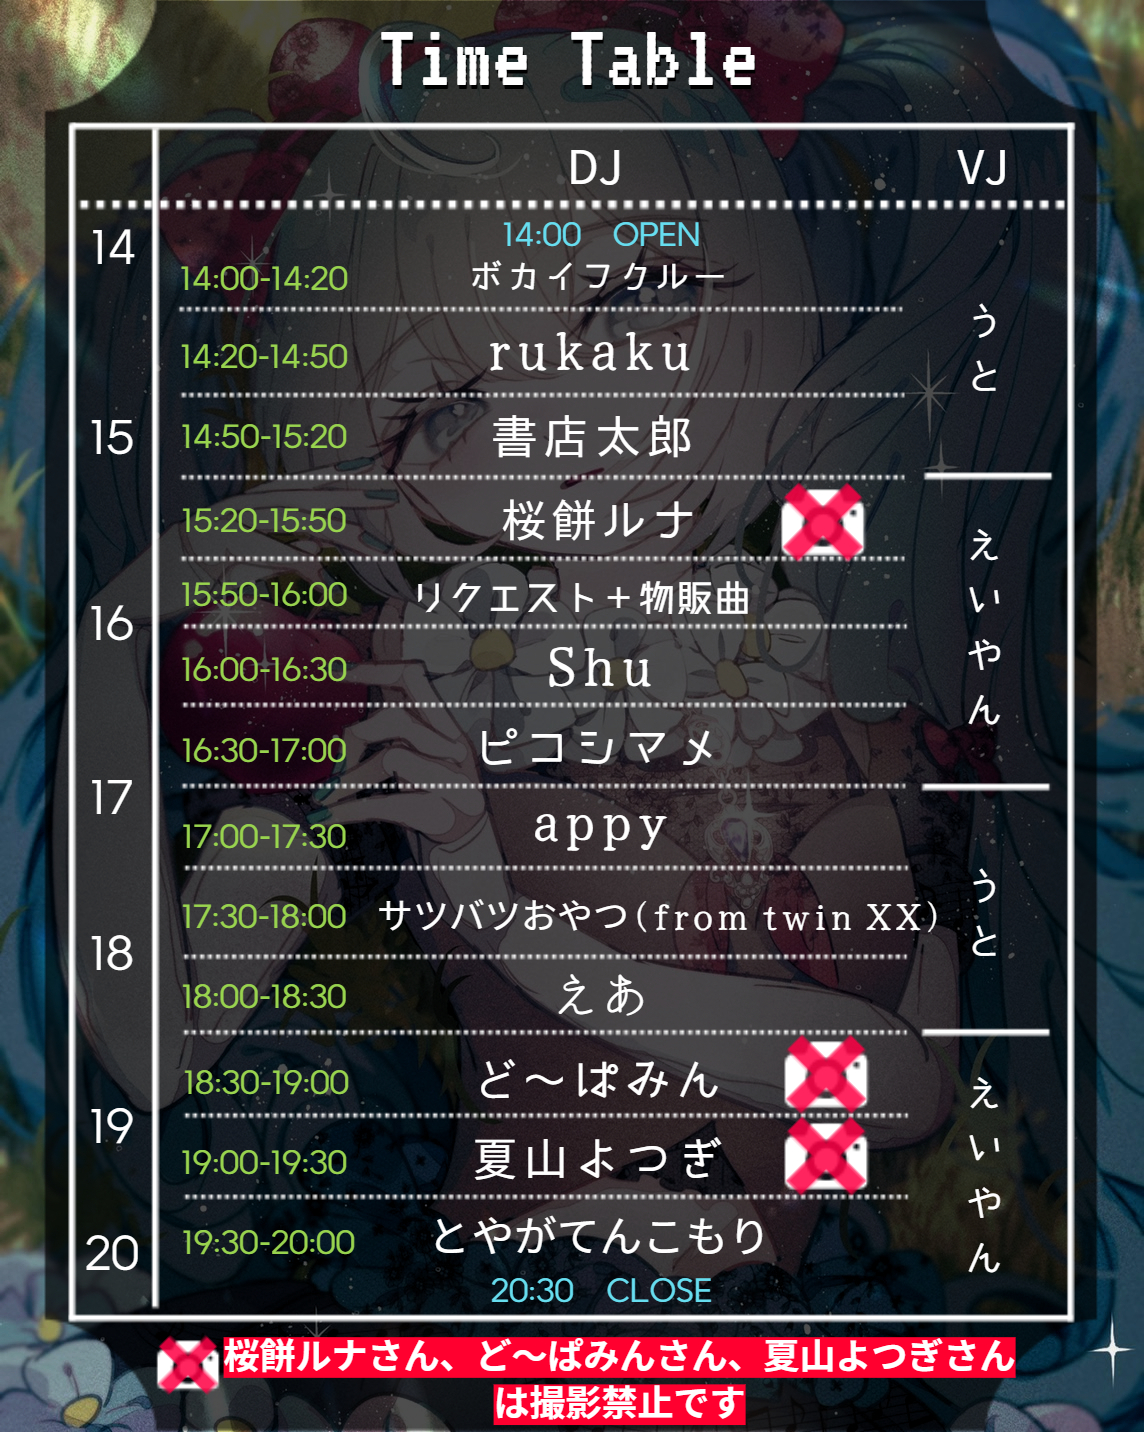 Time Table
DJ
VJ
14
14:00 OPEN
14:00-14:20 ボカイフクルー
14:20-14:50 rukaku
うと
15
14:50-15:20 書店太郎
15:20-15:50 桜餅ルナ
えいやん
15:50-16:00 リクエスト＋物販曲
16
16:00-16:30 Shu
16:30-17:00 ピコシマメ
17
17:00-17:30 appy
うと
17:30-18:00 サツバツおやつ(from twin XX)
18
18:00-18:30 えあ
18:30-19:00 ど～ぱみん
えいやん
19
19:00-19:30 夏山よつぎ
19:30-20:00 とやがてんこもり
20
20:30 CLOSE
桜餅ルナさん、ど～ぱみんさん、夏山よつぎさん
は撮影禁止です